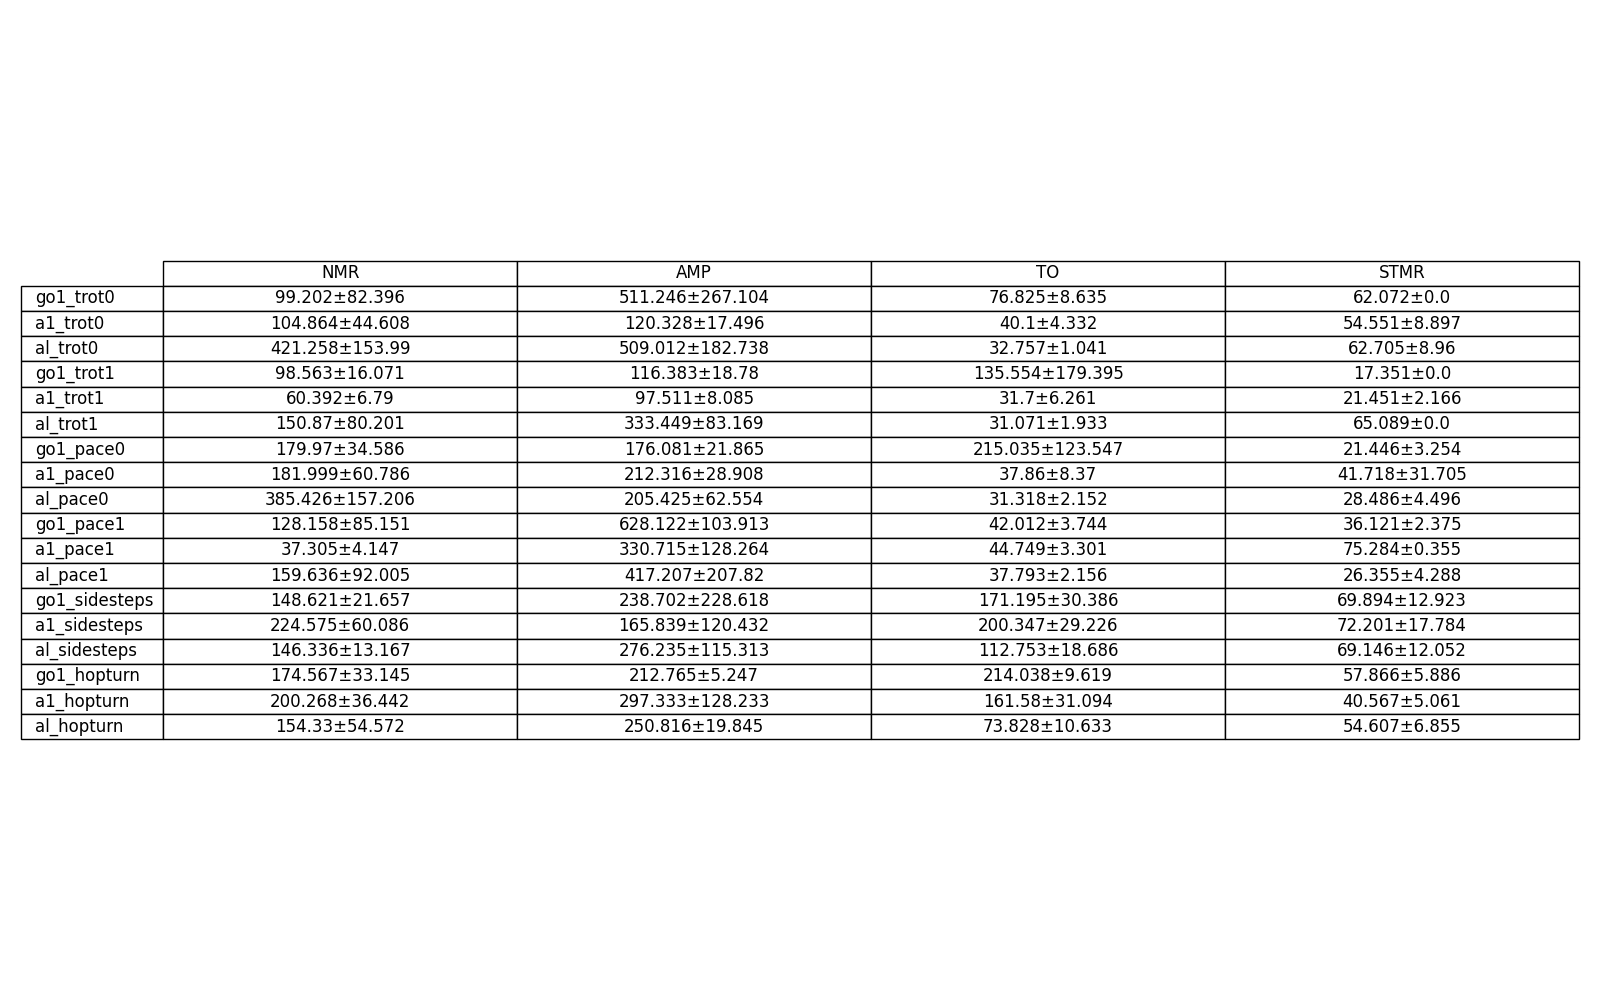 NMR AMP TO STMR
go1_trot0 99.202±82.396 511.246±267.104 76.825±8.635 62.072±0.0
a1_trot0 104.864±44.608 120.328±17.496 40.1±4.332 54.551±8.897
al_trot0 421.258±153.99 509.012±182.738 32.757±1.041 62.705±8.96
go1_trot1 98.563±16.071 116.383±18.78 135.554±179.395 17.351±0.0
a1_trot1 60.392±6.79 97.511±8.085 31.7±6.261 21.451±2.166
al_trot1 150.87±80.201 333.449±83.169 31.071±1.933 65.089±0.0
go1_pace0 179.97±34.586 176.081±21.865 215.035±123.547 21.446±3.254
a1_pace0 181.999±60.786 212.316±28.908 37.86±8.37 41.718±31.705
al_pace0 385.426±157.206 205.425±62.554 31.318±2.152 28.486±4.496
go1_pace1 128.158±85.151 628.122±103.913 42.012±3.744 36.121±2.375
a1_pace1 37.305±4.147 330.715±128.264 44.749±3.301 75.284±0.355
al_pace1 159.636±92.005 417.207±207.82 37.793±2.156 26.355±4.288
go1_sidesteps 148.621±21.657 238.702±228.618 171.195±30.386 69.894±12.923
a1_sidesteps 224.575±60.086 165.839±120.432 200.347±29.226 72.201±17.784
al_sidesteps 146.336±13.167 276.235±115.313 112.753±18.686 69.146±12.052
go1_hopturn 174.567±33.145 212.765±5.247 214.038±9.619 57.866±5.886
a1_hopturn 200.268±36.442 297.333±128.233 161.58±31.094 40.567±5.061
al_hopturn 154.33±54.572 250.816±19.845 73.828±10.633 54.607±6.855